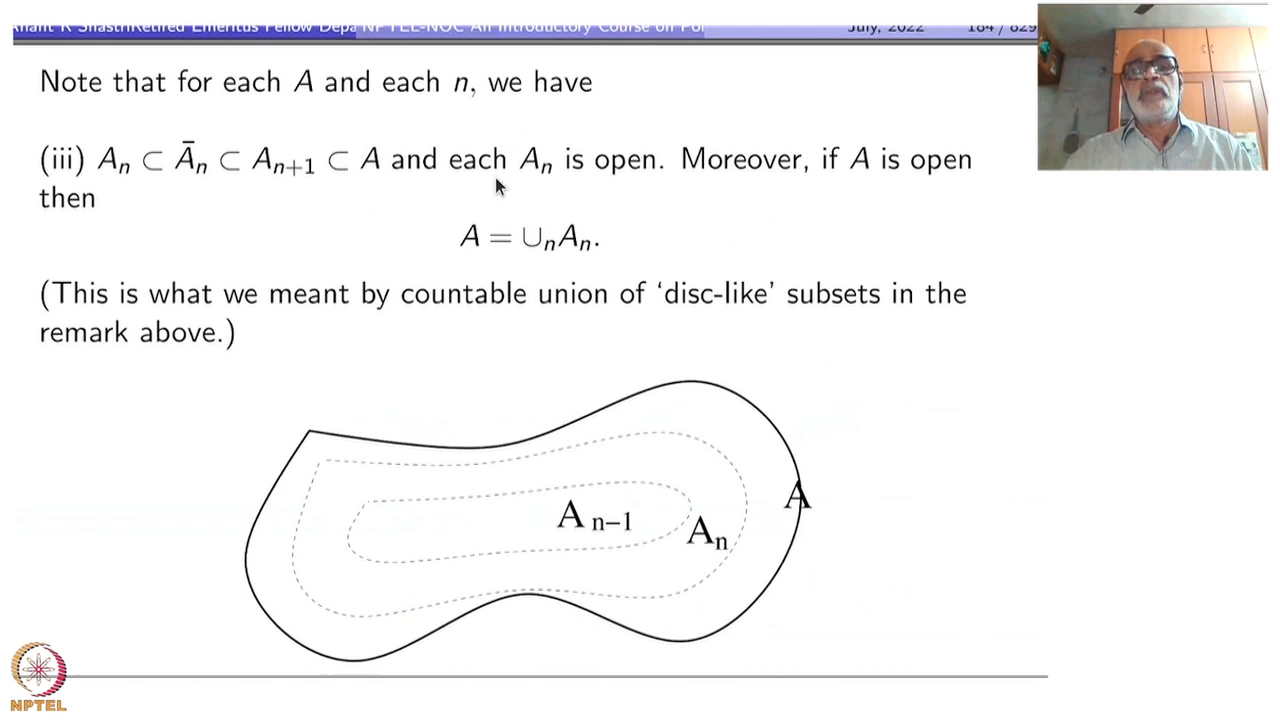 Anant R Shastri Retired Emeritus Fellow Depa NPTEL-NOC An Introductory Course on Poi July, 2022 184 / 829
Note that for each A and each n, we have
(iii) Aₙ ⊂ Āₙ ⊂ Aₙ₊₁ ⊂ A and each Aₙ is open. Moreover, if A is open
then
A = ∪ₙAₙ.
(This is what we meant by countable union of ‘disc-like’ subsets in the
remark above.)
A n–1
Aₙ
A
NPTEL